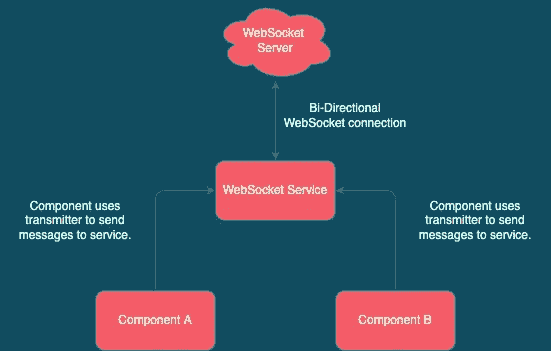 WebSocket
Server
Bi-Directional
WebSocket connection
WebSocket Service
Component uses
transmitter to send
messages to service.
Component uses
transmitter to send
messages to service.
Component A
Component B